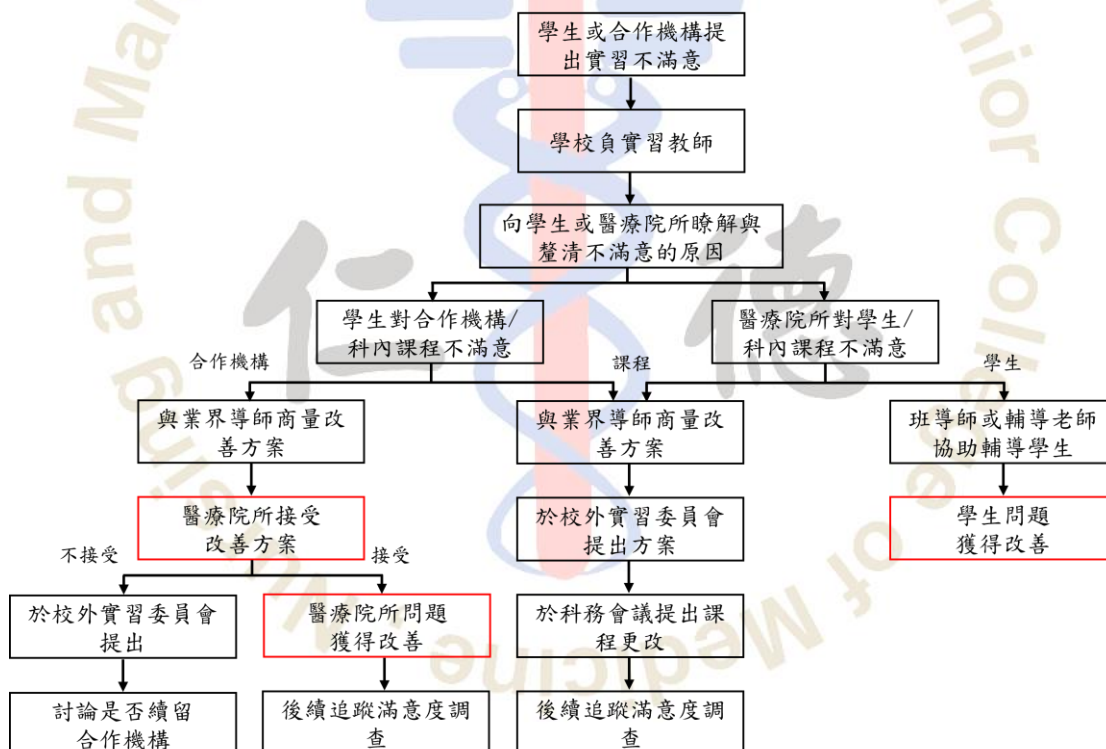 學生或合作機構提
出實習不滿意
學校負實習教師
向學生或醫療院所瞭解與
釐清不滿意的原因
學生對合作機構/
科內課程不滿意
醫療院所對學生/
科內課程不滿意
合作機構
課程
學生
與業界導師商量改
善方案
與業界導師商量改
善方案
班導師或輔導老師
協助輔導學生
醫療院所接受
改善方案
於校外實習委員會
提出方案
學生問題
獲得改善
不接受
接受
於校外實習委員會
提出
醫療院所問題
獲得改善
於科務會議提出課
程更改
討論是否續留
合作機構
後續追蹤滿意度調
查
後續追蹤滿意度調
查
仁德
nior College of Medicine
Nursing and Ma